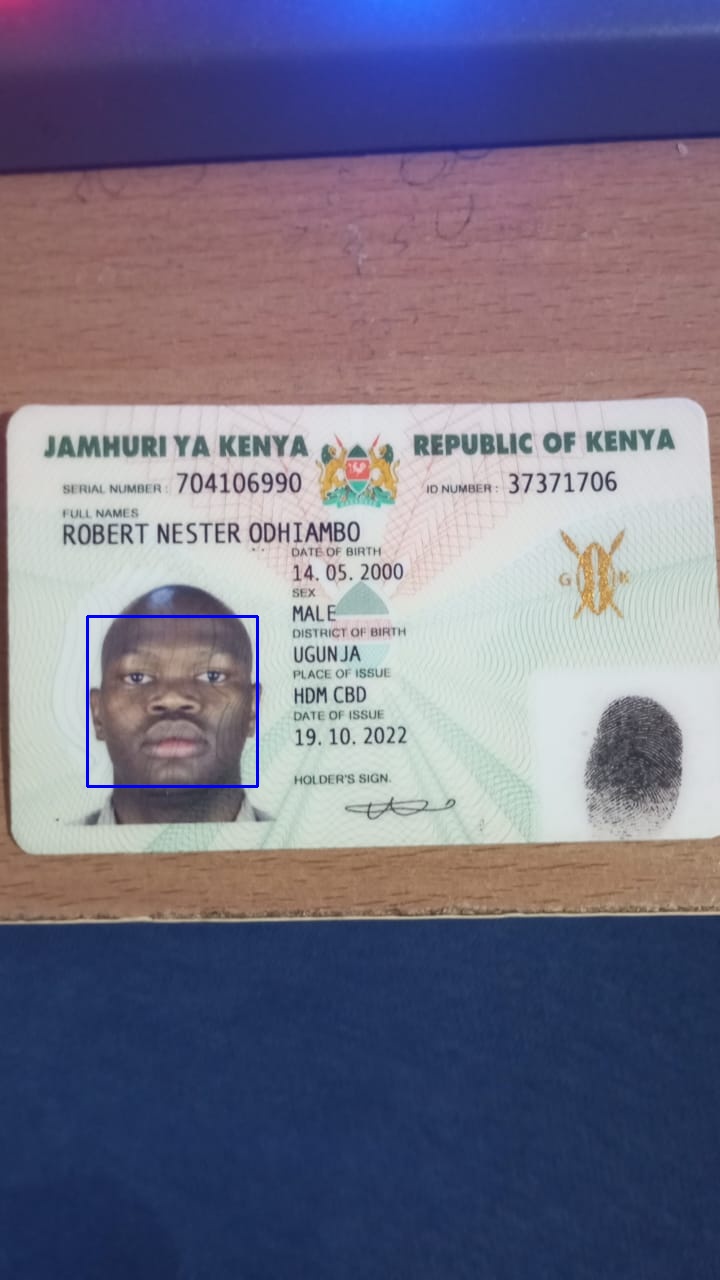 JAMHURI YA KENYA REPUBLIC OF KENYA
SERIAL NUMBER: 704106990 ID NUMBER: 37371706
FULL NAMES
ROBERT NESTER ODHIAMBO
DATE OF BIRTH
14. 05. 2000
SEX
MALE
DISTRICT OF BIRTH
UGUNJA
PLACE OF ISSUE
HDM CBD
DATE OF ISSUE
19. 10. 2022
HOLDER'S SIGN.
G K